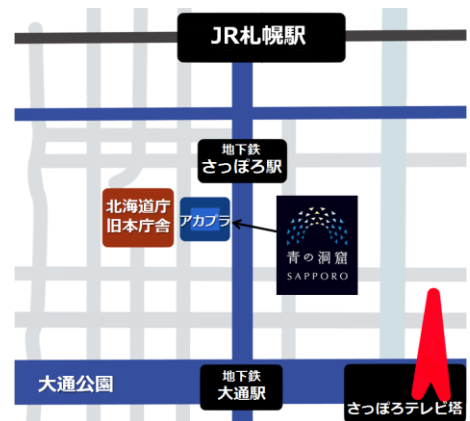 JR札幌駅
地下鉄
さっぽろ駅
北海道庁
旧本庁舎
アカプラ
青の洞窟
SAPPORO
大通公園
地下鉄
大通駅
さっぽろテレビ塔